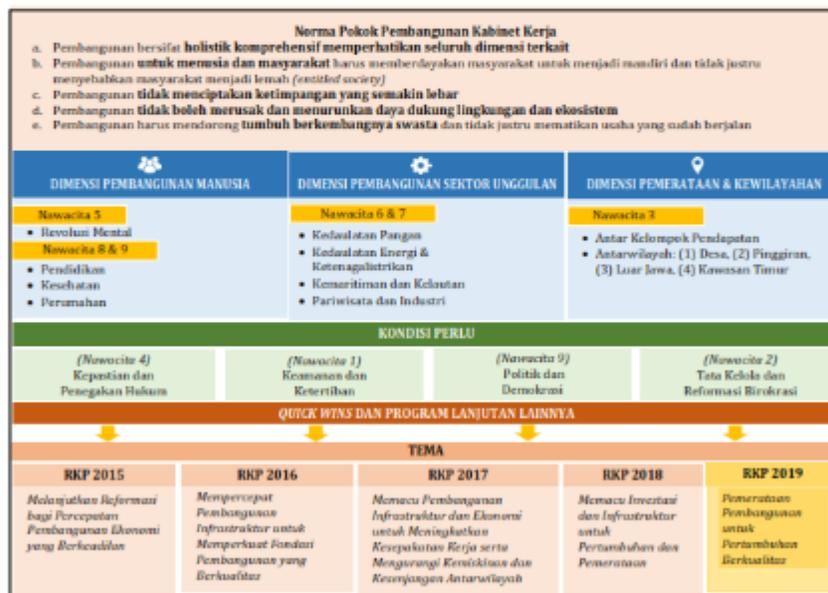 Norma Pokok Pembangunan Kabinet Kerja
a. Pembangunan bersifat holistik komprehensif memperhatikan seluruh dimensi terkait
b. Pembangunan untuk menusia dan masyarakat harus memberdayakan masyarakat untuk menjadi mandiri dan tidak justru
menyebabkan masyarakat menjadi lemah (entitled society)
c. Pembangunan tidak menciptakan ketimpangan yang semakin lebar
d. Pembangunan tidak boleh merusak dan menurunkan daya dukung lingkungan dan ekosistem
e. Pembangunan harus mendorong tumbuh berkembangnya swasta dan tidak justru mematikan usaha yang sudah berjalan
DIMENSI PEMBANGUNAN MANUSIA
Nawacita 5
• Revolusi Mental
Nawacita 8 & 9
• Pendidikan
• Kesehatan
• Perumahan
DIMENSI PEMBANGUNAN SEKTOR UNGGULAN
Nawacita 6 & 7
• Kedaulatan Pangan
• Kedaulatan Energi &
Ketenagalistrikan
• Kemaritiman dan Kelautan
• Pariwisata dan Industri
DIMENSI PEMERATAAN & KEWILAYAHAN
Nawacita 3
• Antar Kelompok Pendapatan
• Antarwilayah: (1) Desa, (2) Pinggiran,
(3) Luar Jawa, (4) Kawasan Timur
KONDISI PERLU
(Nawacita 4)
Kepastian dan
Penegakan Hukum
(Nawacita 1)
Keamanan dan
Ketertiban
(Nawacita 9)
Politik dan
Demokrasi
(Nawacita 2)
Tata Kelola dan
Reformasi Birokrasi
QUICK WINS DAN PROGRAM LANJUTAN LAINNYA
TEMA
RKP 2015
Melanjutkan Reformasi
bagi Percepatan
Pembangunan Ekonomi
yang Berkeadilan
RKP 2016
Mempercepat
Pembangunan
Infrastruktur untuk
Memperkuat Fondasi
Pembangunan yang
Berkualitas
RKP 2017
Memacu Pembangunan
Infrastruktur dan Ekonomi
untuk Meningkatkan
Kesepakatan Kerja serta
Mengurangi Kemiskinan dan
Kesenjangan Antarwilayah
RKP 2018
Memacu Investasi
dan Infrastruktur
untuk
Pertumbuhan dan
Pemerataan
RKP 2019
Pemerataan
Pembangunan
untuk
Pertumbuhan
Berkualitas